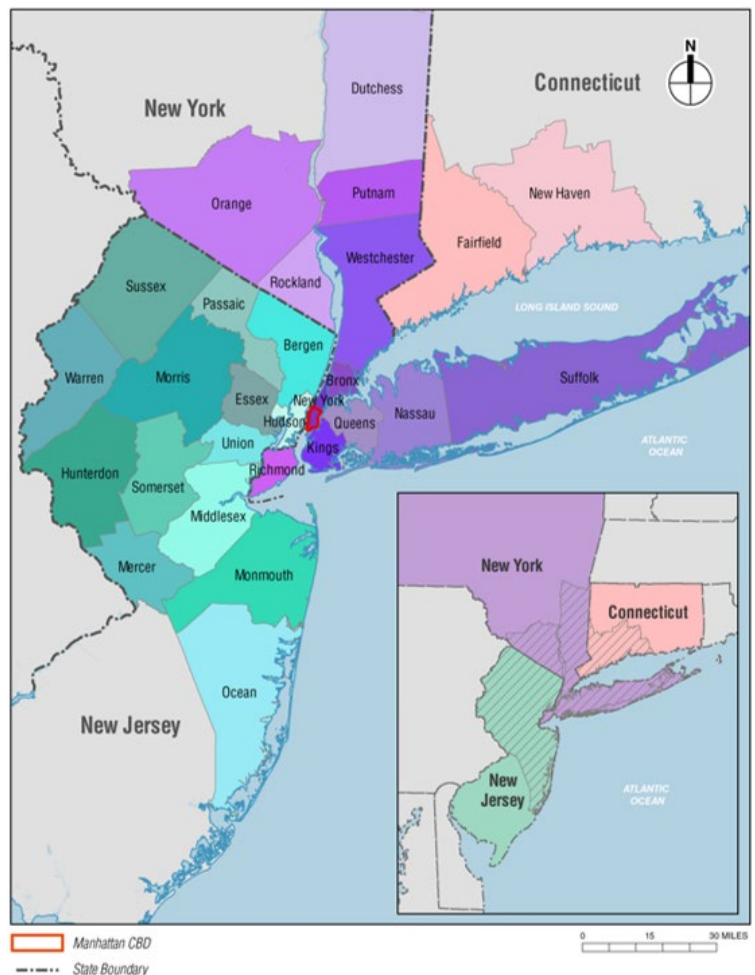 N
New York
Connecticut
Dutchess
Putnam
Orange
New Haven
Fairfield
Westchester
Rockland
Sussex
Passaic
LONG ISLAND SOUND
Bergen
Warren
Morris
Suffolk
Bronx
Essex
New York
Nassau
Hudson
Queens
Union
Kings
Hunterdon
Somerset
Richmond
ATLANTIC
OCEAN
Middlesex
Mercer
Monmouth
Ocean
New Jersey
New York
Connecticut
New
Jersey
ATLANTIC
OCEAN
Manhattan CBD
State Boundary
0 15 30 MILES